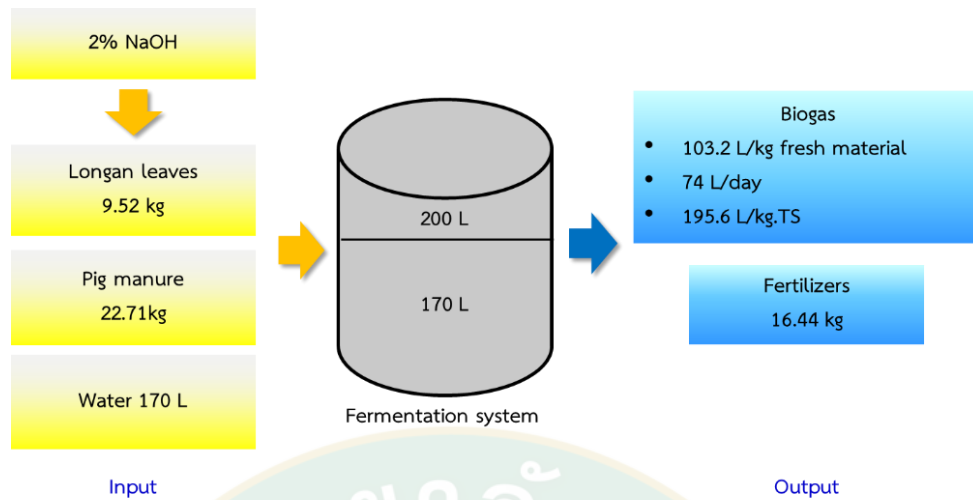 2% NaOH
Longan leaves
9.52 kg
Pig manure
22.71kg
Water 170 L
Input
200 L
170 L
Fermentation system
Biogas
• 103.2 L/kg fresh material
• 74 L/day
• 195.6 L/kg.TS
Fertilizers
16.44 kg
Output